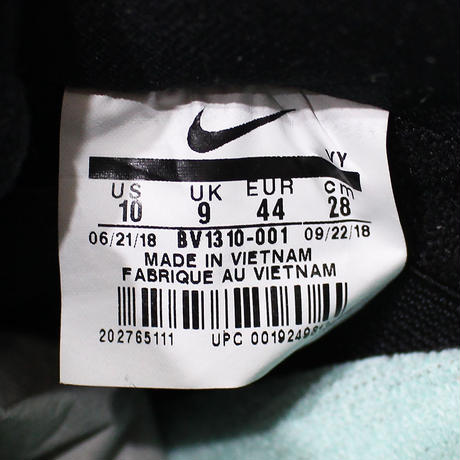 YY
US UK EUR cm
10 9 44 28
06/21/18 BV1310-001 09/22/18
MADE IN VIETNAM
FABRIQUE AU VIETNAM
202765111 UPC